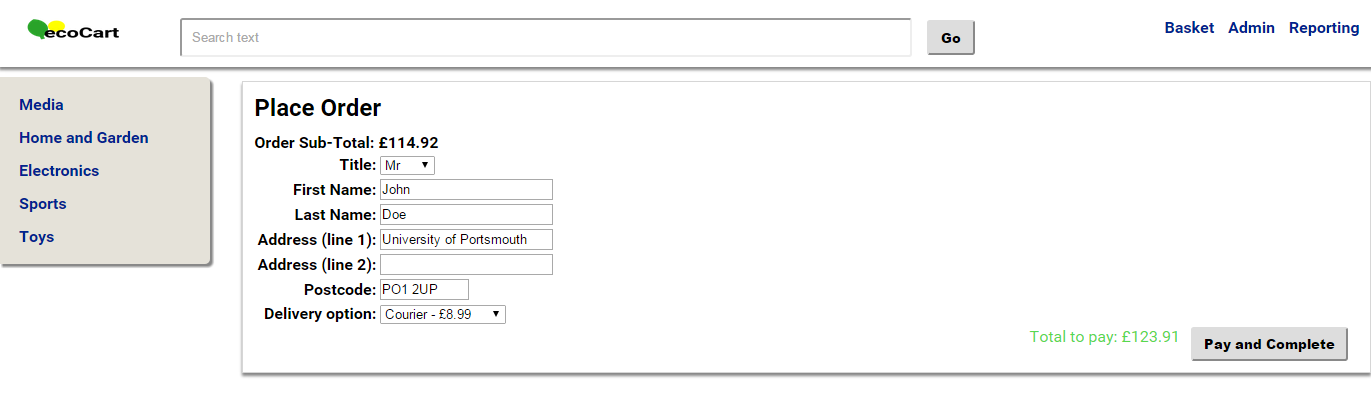 ecoCart
Search text
Go
Basket Admin Reporting
Media
Home and Garden
Electronics
Sports
Toys
Place Order
Order Sub-Total: £114.92
Title: Mr
First Name: John
Last Name: Doe
Address (line 1): University of Portsmouth
Address (line 2):
Postcode: PO1 2UP
Delivery option: Courier - £8.99
Total to pay: £123.91 Pay and Complete